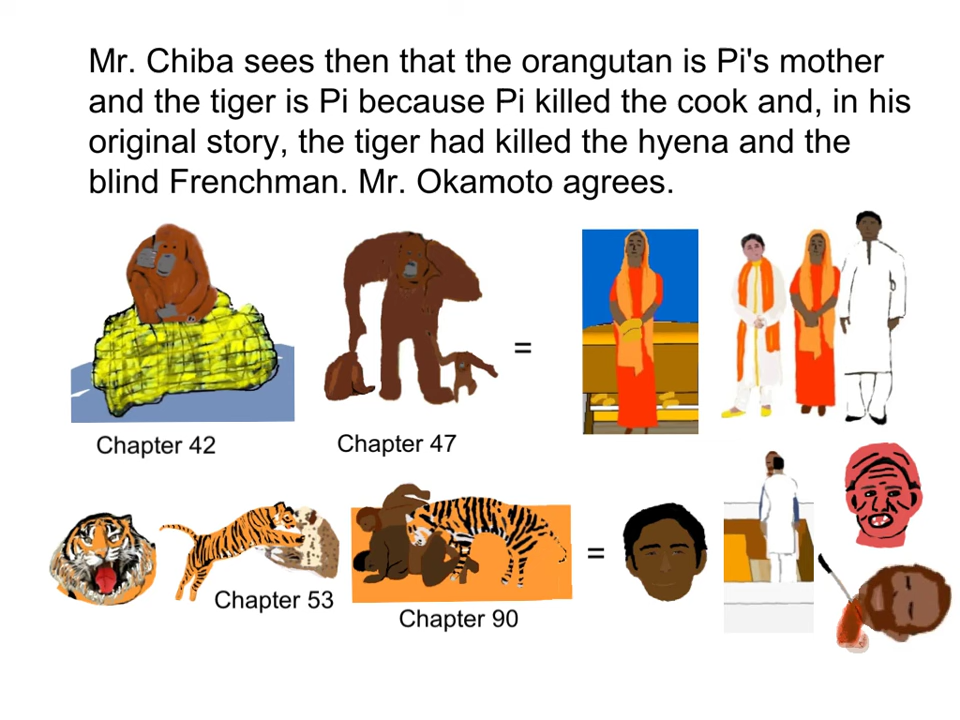 Mr. Chiba sees then that the orangutan is Pi's mother
and the tiger is Pi because Pi killed the cook and, in his
original story, the tiger had killed the hyena and the
blind Frenchman. Mr. Okamoto agrees.
=
Chapter 42
Chapter 47
=
Chapter 53
Chapter 90